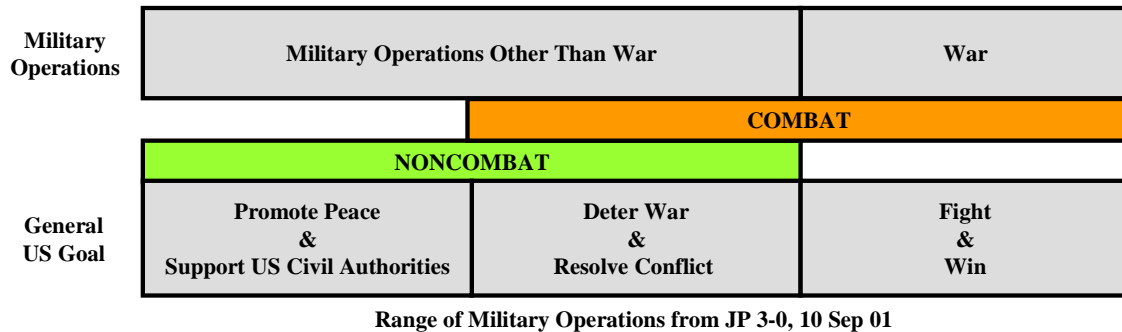 Military
Operations
Military Operations Other Than War
War
COMBAT
NONCOMBAT
General
US Goal
Promote Peace
&
Support US Civil Authorities
Deter War
&
Resolve Conflict
Fight
&
Win
Range of Military Operations from JP 3-0, 10 Sep 01